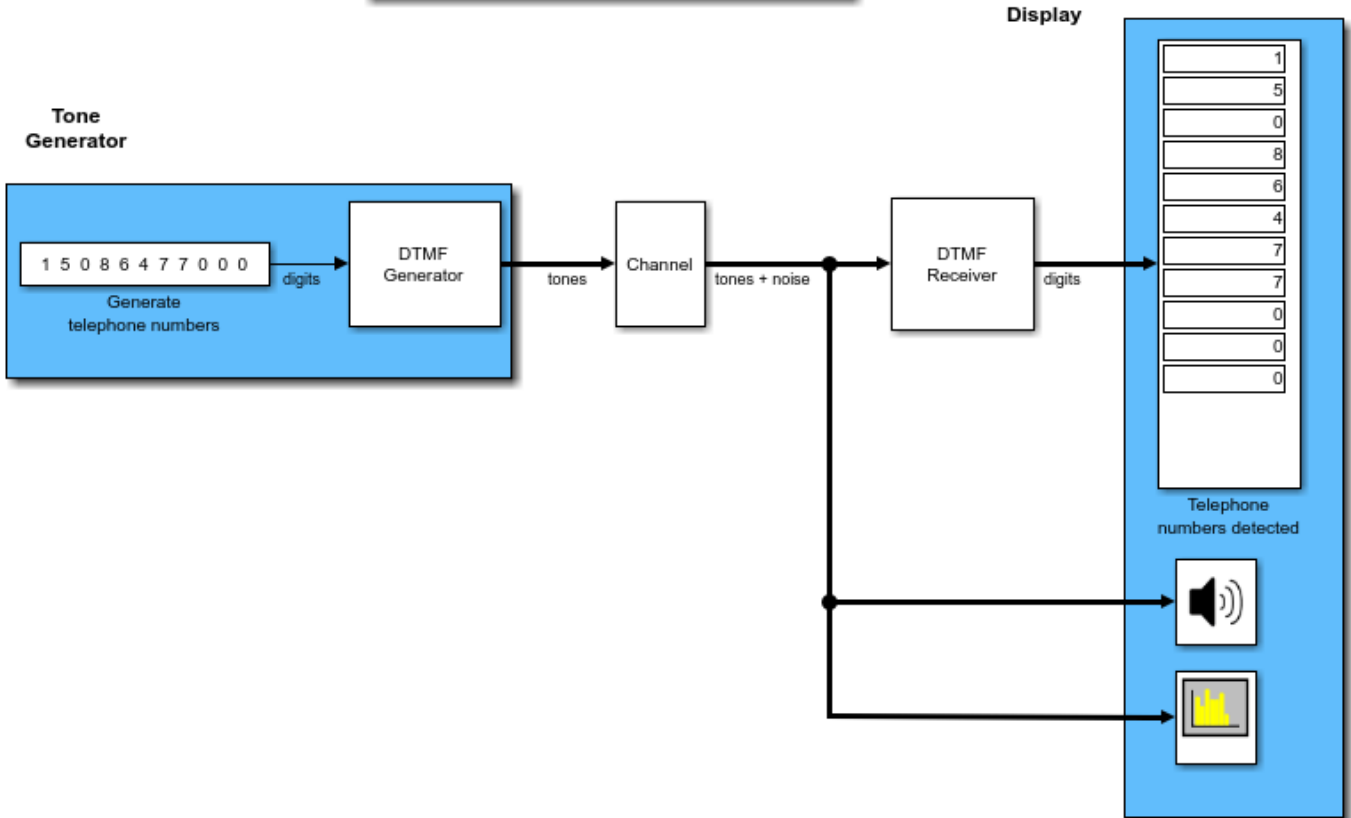 Display
Tone
Generator
1 5 0 8 6 4 7 7 0 0 0
Generate
telephone numbers
digits
DTMF
Generator
tones
Channel
tones + noise
DTMF
Receiver
digits
1
5
0
8
6
4
7
7
0
0
0
Telephone
numbers detected